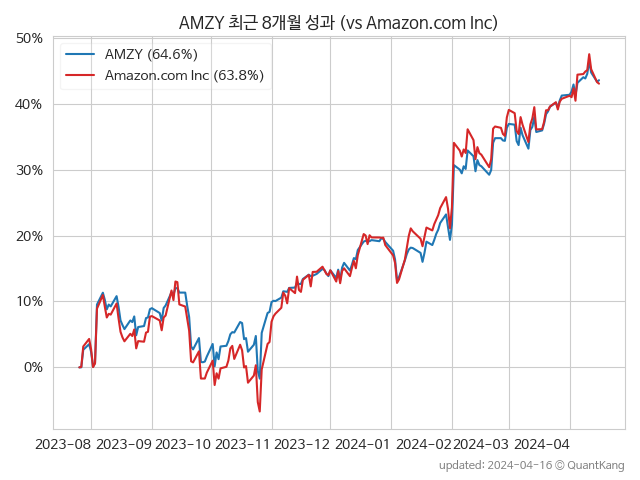 AMZY 최근 8개월 성과 (vs Amazon.com Inc)
AMZY (64.6%)
Amazon.com Inc (63.8%)
50%
40%
30%
20%
10%
0%
2023-08 2023-09 2023-10 2023-11 2023-12 2024-01 2024-02 2024-03 2024-04
updated: 2024-04-16 © QuantKang